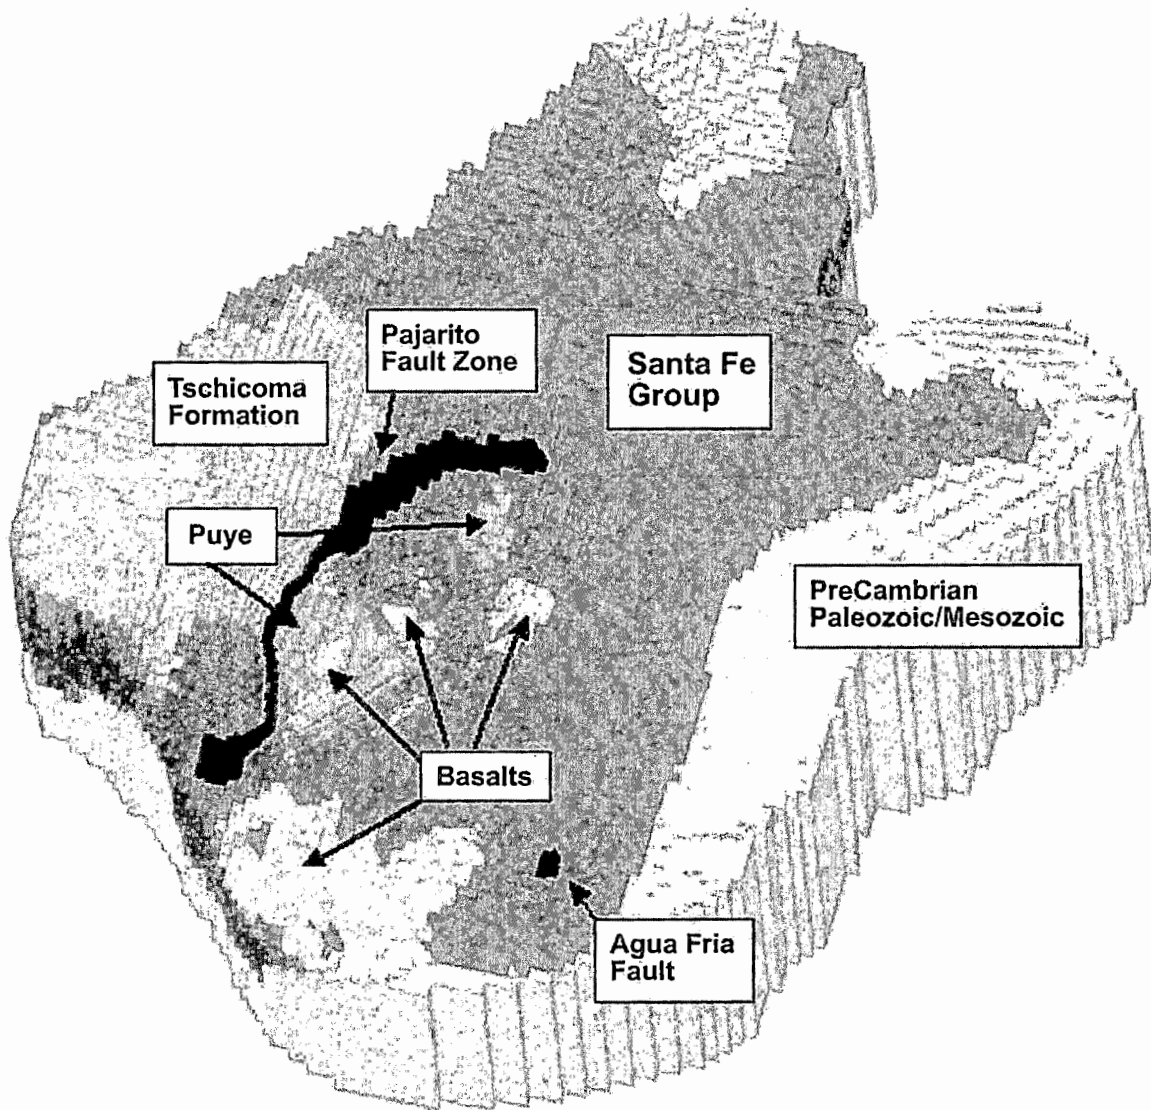 Pajarito
Fault Zone
Santa Fe
Group
Tschicoma
Formation
Puye
PreCambrian
Paleozoic/Mesozoic
Basalts
Agua Fria
Fault